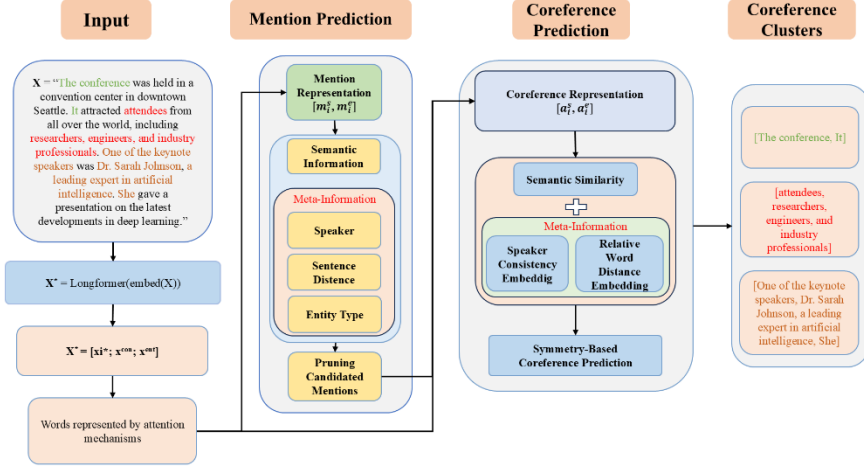 Input
X = “The conference was held in a
convention center in downtown
Seattle. It attracted attendees from
all over the world, including
researchers, engineers, and industry
professionals. One of the keynote
speakers was Dr. Sarah Johnson, a
leading expert in artificial
intelligence. She gave a
presentation on the latest
developments in deep learning.”
X* = Longformer(embed(X))
X* = [xi*; x^con; x^ent]
Words represented by attention
mechanisms
Mention Prediction
Mention
Representation
[m_i^s, m_i^e]
Semantic
Information
Meta-Information
Speaker
Sentence
Distence
Entity Type
Pruning
Candidated
Mentions
Coreference
Prediction
Coreference Representation
[a_i^s, a_i^e]
Semantic Similarity
Meta-Information
Speaker
Consistency
Embeddig
Relative
Word
Distance
Embedding
Symmetry-Based
Coreference Prediction
Coreference
Clusters
[The conference, It]
[attendees,
researchers,
engineers, and
industry
professionals]
[One of the keynote
speakers, Dr. Sarah
Johnson, a leading
expert in artificial
intelligence, She]